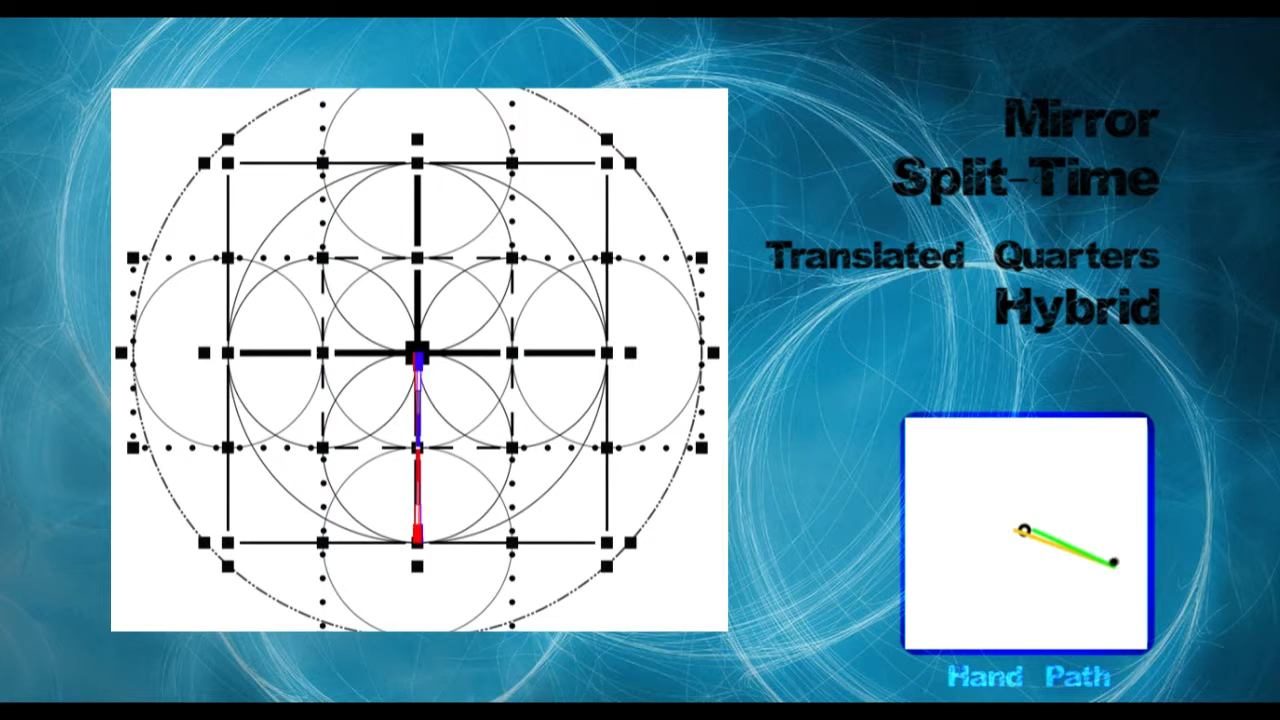 Mirror
Split-Time
Translated Quarters
Hybrid
Hand Path